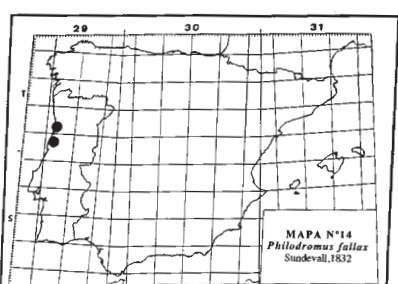 29 30 31
T
S
MAPA N°14
Philodromus fallax
Sundevall,1832